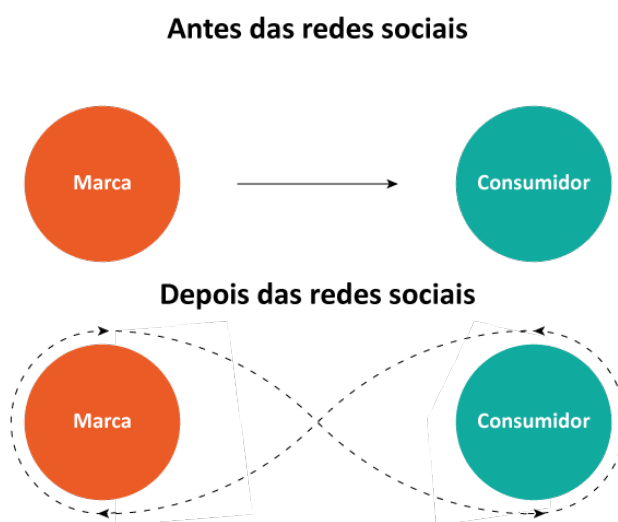 Antes das redes sociais
Marca
Consumidor
Depois das redes sociais
Marca
Consumidor